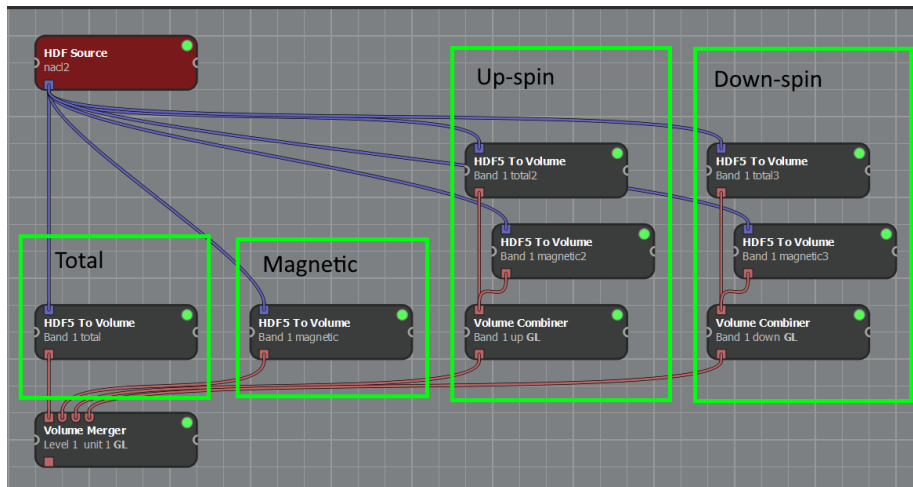 HDF Source
nacl2
Up-spin
Down-spin
HDF5 To Volume
Band 1 total2
HDF5 To Volume
Band 1 total3
HDF5 To Volume
Band 1 magnetic2
HDF5 To Volume
Band 1 magnetic3
Total
Magnetic
HDF5 To Volume
Band 1 total
HDF5 To Volume
Band 1 magnetic
Volume Combiner
Band 1 up GL
Volume Combiner
Band 1 down GL
Volume Merger
Level 1 unit 1 GL